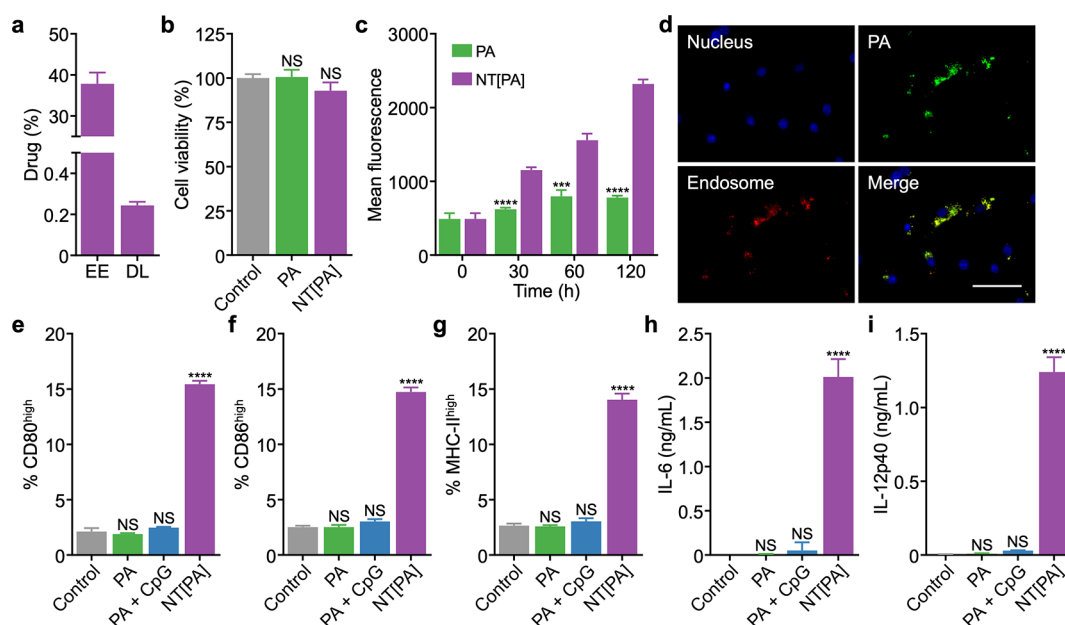 a
Drug (%)
50
40
30
0.4
0.2
0
EE DL
b
Cell viability (%)
125
100
75
50
25
0
NS
NS
Control
PA
NT[PA]
c
Mean fluorescence
3000
2000
1000
0
PA
NT[PA]
****
***
****
0 30 60 120
Time (h)
d
Nucleus
PA
Endosome
Merge
e
% CD80high
20
15
10
5
0
NS
NS
****
Control
PA
PA + CpG
NT[PA]
f
% CD86high
20
15
10
5
0
NS
NS
****
Control
PA
PA + CpG
NT[PA]
g
% MHC-IIhigh
20
15
10
5
0
NS
NS
****
Control
PA
PA + CpG
NT[PA]
h
IL-6 (ng/mL)
2.5
2.0
1.5
1.0
0.5
0
NS
NS
****
Control
PA
PA + CpG
NT[PA]
i
IL-12p40 (ng/mL)
1.5
1.0
0.5
0
NS
NS
****
Control
PA
PA + CpG
NT[PA]